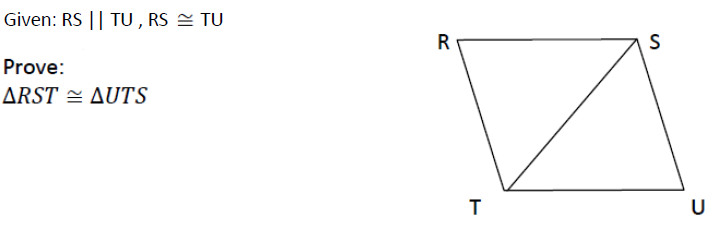 Given: RS || TU , RS ≅ TU
Prove:
ΔRST ≅ ΔUTS
R
S
T
U